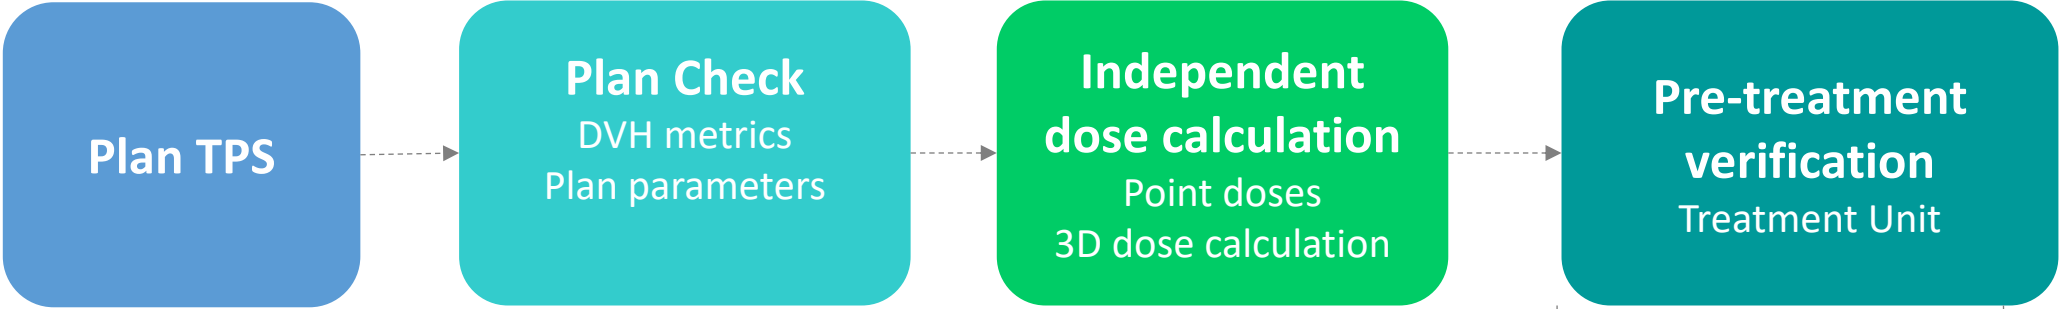 Plan TPS
Plan Check
DVH metrics
Plan parameters
Independent
dose calculation
Point doses
3D dose calculation
Pre-treatment
verification
Treatment Unit